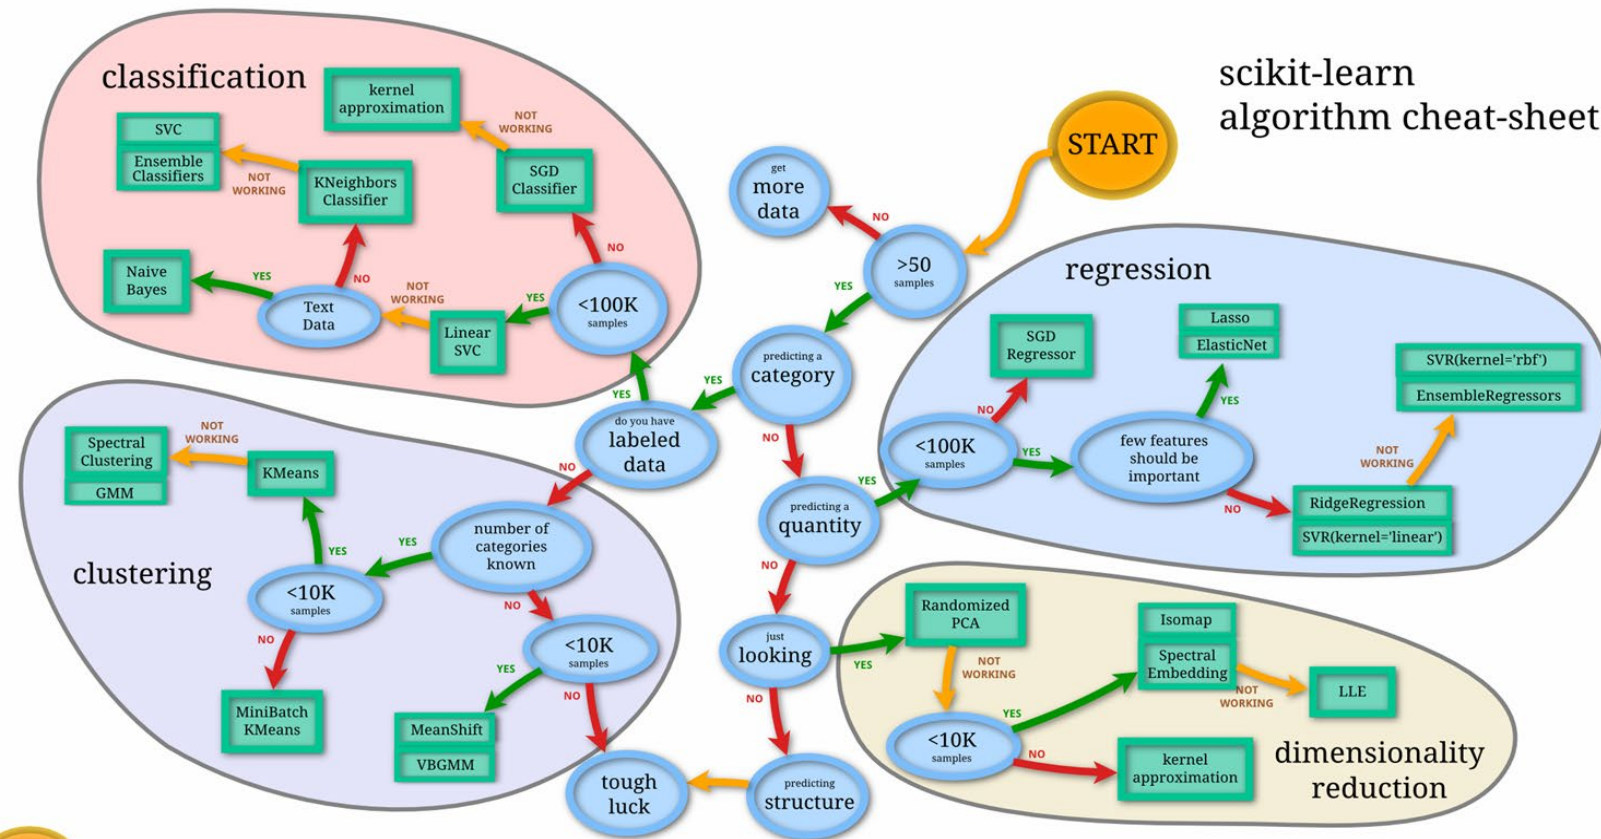 scikit-learn
algorithm cheat-sheet
START
classification
kernel
approximation
NOT
WORKING
SVC
Ensemble
Classifiers
NOT
WORKING
KNeighbors
Classifier
SGD
Classifier
NO
Naive
Bayes
YES
NO
Text
Data
NOT
WORKING
Linear
SVC
YES
<100K
samples
YES
get
more
data
NO
>50
samples
YES
predicting a
category
YES
do you have
labeled
data
NO
NO
predicting a
quantity
YES
NO
just
looking
YES
NO
predicting
structure
tough
luck
regression
SGD
Regressor
Lasso
ElasticNet
SVR(kernel='rbf')
EnsembleRegressors
NO
YES
<100K
samples
YES
few features
should be
important
NOT
WORKING
NO
RidgeRegression
SVR(kernel='linear')
clustering
Spectral
Clustering
GMM
NOT
WORKING
KMeans
YES
number of
categories
known
YES
<10K
samples
NO
NO
<10K
samples
YES
NO
MiniBatch
KMeans
MeanShift
VBGMM
Randomized
PCA
NOT
WORKING
Isomap
Spectral
Embedding
NOT
WORKING
LLE
YES
<10K
samples
NO
kernel
approximation
dimensionality
reduction